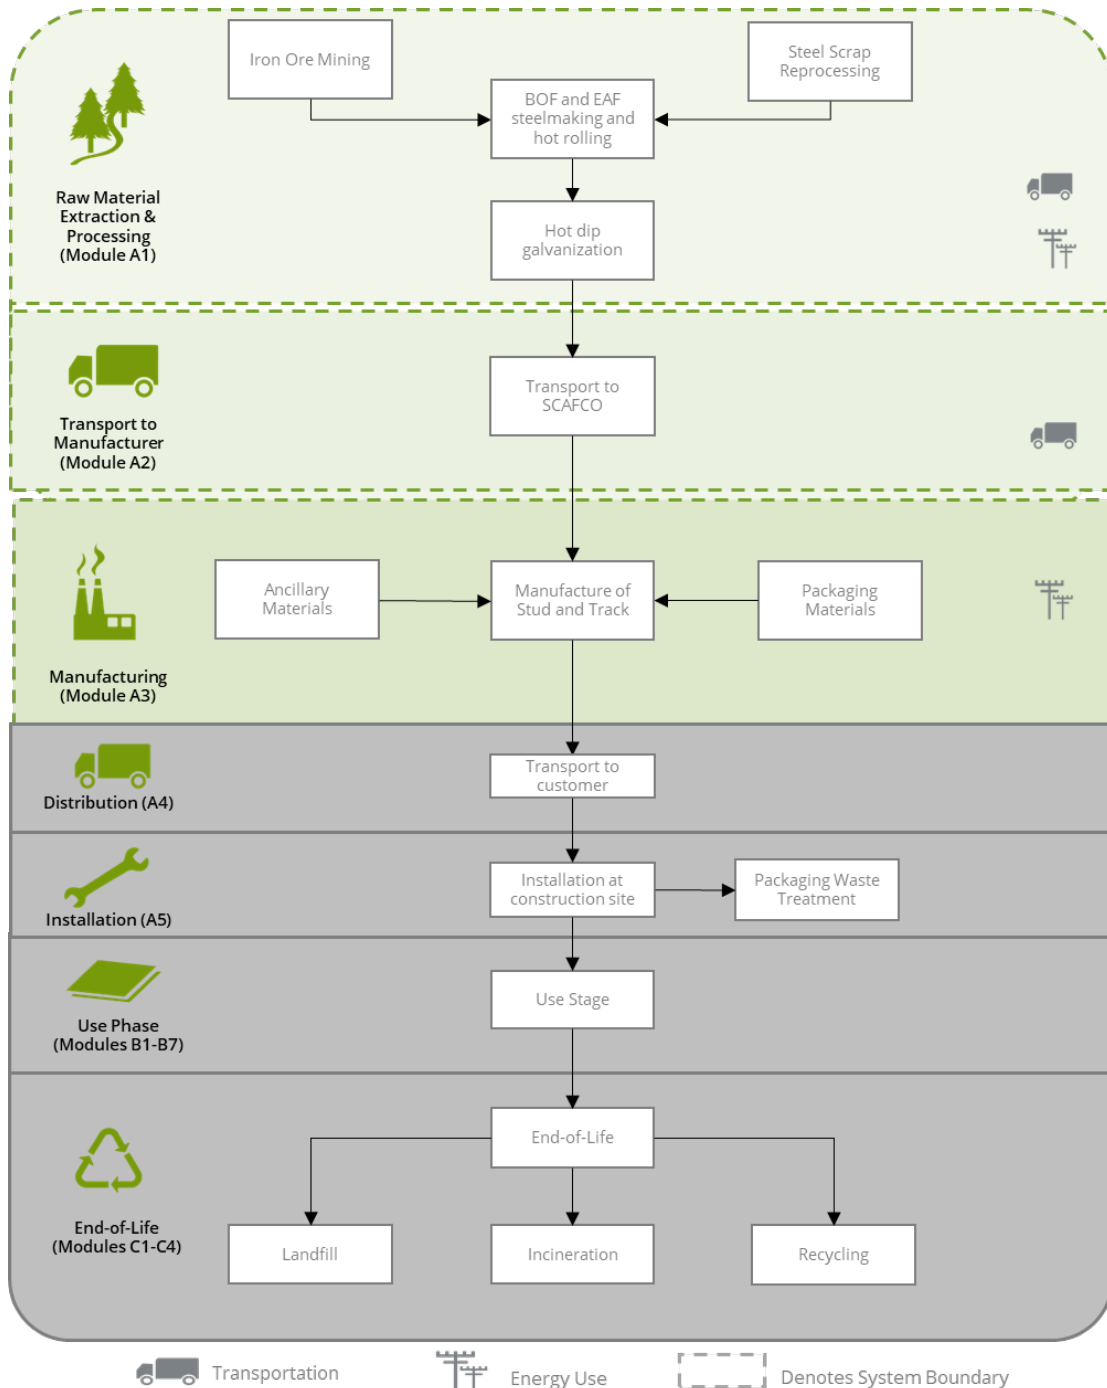 Iron Ore Mining
Steel Scrap
Reprocessing
BOF and EAF
steelmaking and
hot rolling
Raw Material
Extraction &
Processing
(Module A1)
Hot dip
galvanization
Transport to
Manufacturer
(Module A2)
Transport to
SCAFCO
Ancillary
Materials
Manufacture of
Stud and Track
Packaging
Materials
Manufacturing
(Module A3)
Distribution (A4)
Transport to
customer
Installation (A5)
Installation at
construction site
Packaging Waste
Treatment
Use Phase
(Modules B1-B7)
Use Stage
End-of-Life
End-of-Life
(Modules C1-C4)
Landfill
Incineration
Recycling
Transportation
Energy Use
Denotes System Boundary